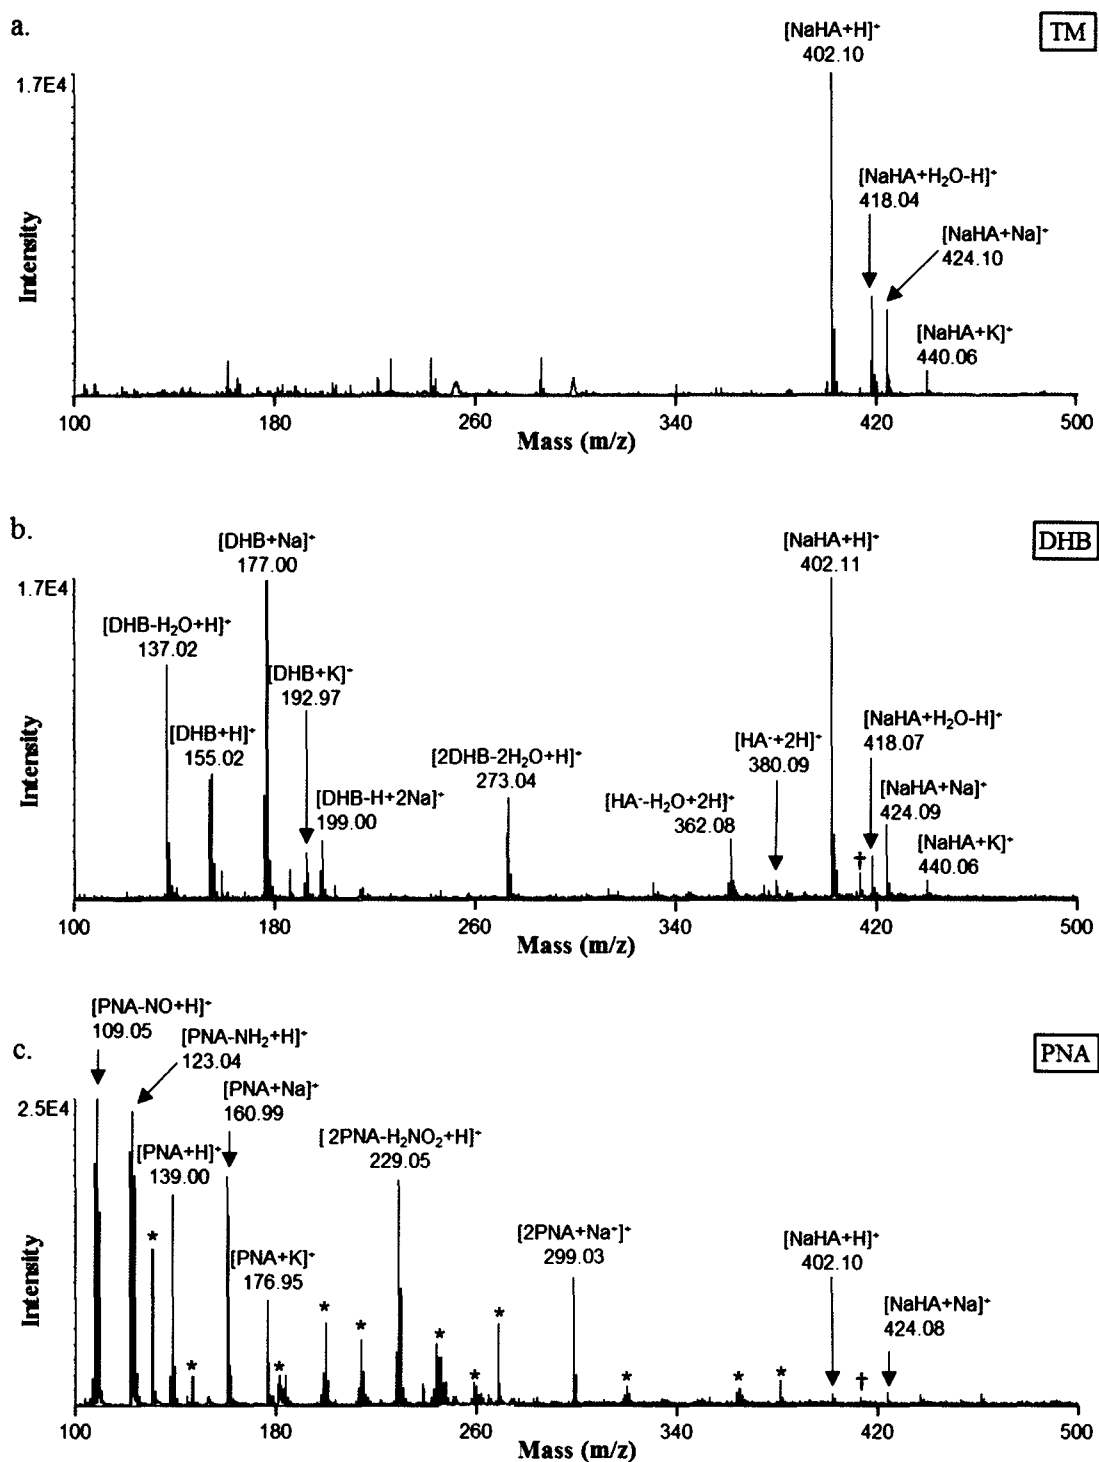 a.
TM
[NaHA+H]⁺
402.10
1.7E4
[NaHA+H₂O-H]⁺
418.04
[NaHA+Na]⁺
424.10
[NaHA+K]⁺
440.06
Intensity
100 180 260 340 420 500
Mass (m/z)
b.
DHB
[DHB+Na]⁺
177.00
[NaHA+H]⁺
402.11
1.7E4
[DHB-H₂O+H]⁺
137.02
[DHB+K]⁺
192.97
[DHB+H]⁺
155.02
[2DHB-2H₂O+H]⁺
273.04
[HA⁻+2H]⁺
380.09
[NaHA+H₂O-H]⁺
418.07
[DHB-H+2Na]⁺
199.00
[HA⁻-H₂O+2H]⁺
362.08
[NaHA+Na]⁺
424.09
[NaHA+K]⁺
440.06
†
Intensity
100 180 260 340 420 500
Mass (m/z)
[PNA-NO+H]⁺
109.05
c.
PNA
[PNA-NH₂+H]⁺
123.04
[PNA+Na]⁺
160.99
2.5E4
[PNA+H]⁺
139.00
[2PNA-H₂NO₂+H]⁺
229.05
[PNA+K]⁺
176.95
[2PNA+Na⁺]⁺
299.03
[NaHA+H]⁺
402.10
[NaHA+Na]⁺
424.08
* * * * * * * * * * * †
Intensity
100 180 260 340 420 500
Mass (m/z)